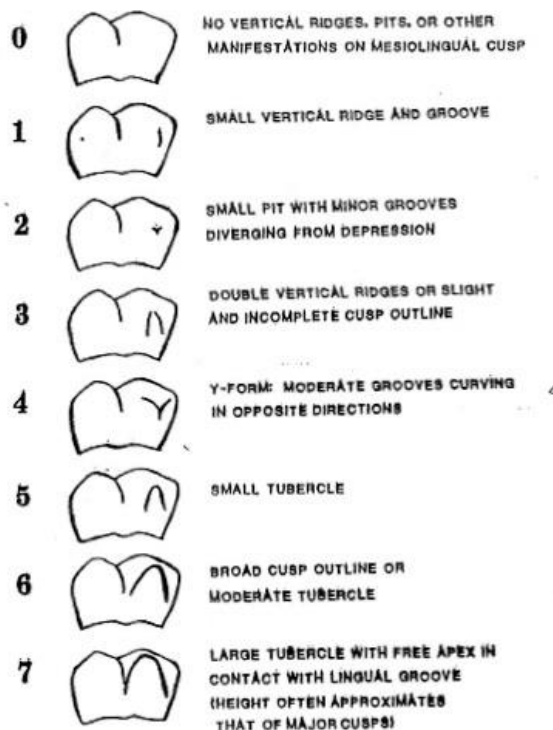 0
NO VERTICAL RIDGES, PITS, OR OTHER
MANIFESTATIONS ON MESIOLINGUAL CUSP
1
SMALL VERTICAL RIDGE AND GROOVE
2
SMALL PIT WITH MINOR GROOVES
DIVERGING FROM DEPRESSION
3
DOUBLE VERTICAL RIDGES OR SLIGHT
AND INCOMPLETE CUSP OUTLINE
4
Y-FORM: MODERATE GROOVES CURVING
IN OPPOSITE DIRECTIONS
5
SMALL TUBERCLE
6
BROAD CUSP OUTLINE OR
MODERATE TUBERCLE
7
LARGE TUBERCLE WITH FREE APEX IN
CONTACT WITH LINGUAL GROOVE
(HEIGHT OFTEN APPROXIMATES
THAT OF MAJOR CUSPS)